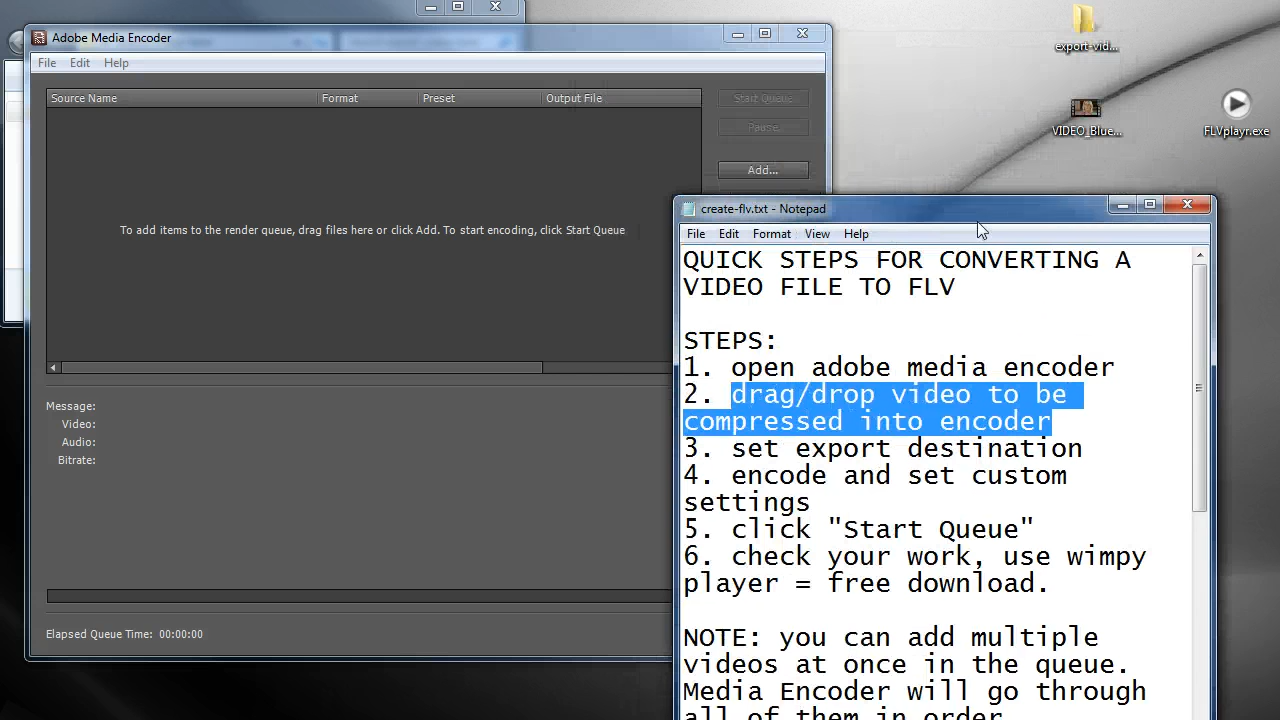 Adobe Media Encoder
File Edit Help
Source Name Format Preset Output File
Start Queue
Pause
Add...
To add items to the render queue, drag files here or click Add. To start encoding, click Start Queue
Message:
Video:
Audio:
Bitrate:
Elapsed Queue Time: 00:00:00
export-vid...
VIDEO_Blue...
FLVplayr.exe
create-flv.txt - Notepad
File Edit Format View Help
QUICK STEPS FOR CONVERTING A
VIDEO FILE TO FLV
STEPS:
1. open adobe media encoder
2. drag/drop video to be
compressed into encoder
3. set export destination
4. encode and set custom
settings
5. click "Start Queue"
6. check your work, use wimpy
player = free download.
NOTE: you can add multiple
videos at once in the queue.
Media Encoder will go through
all of them in order